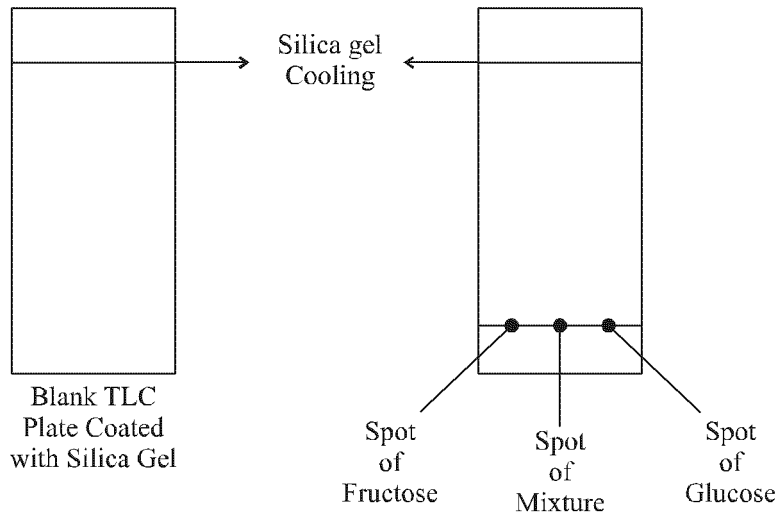 Silica gel
Cooling
Blank TLC
Plate Coated
with Silica Gel
Spot
of
Fructose
Spot
of
Mixture
Spot
of
Glucose